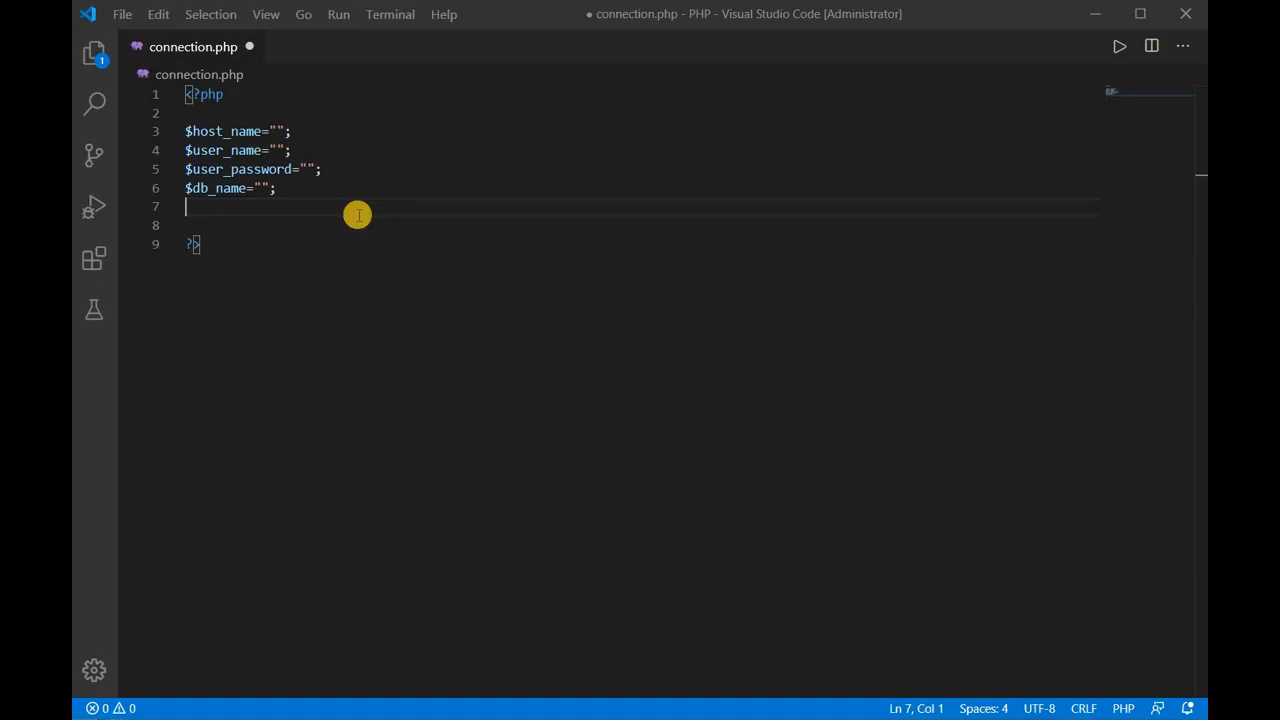 File Edit Selection View Go Run Terminal Help
● connection.php - PHP - Visual Studio Code [Administrator]
connection.php ●
1
connection.php
1 <?php
2
3 $host_name="";
4 $user_name="";
5 $user_password="";
6 $db_name="";
7
8
9 ?>
0 0 Ln 7, Col 1 Spaces: 4 UTF-8 CRLF PHP